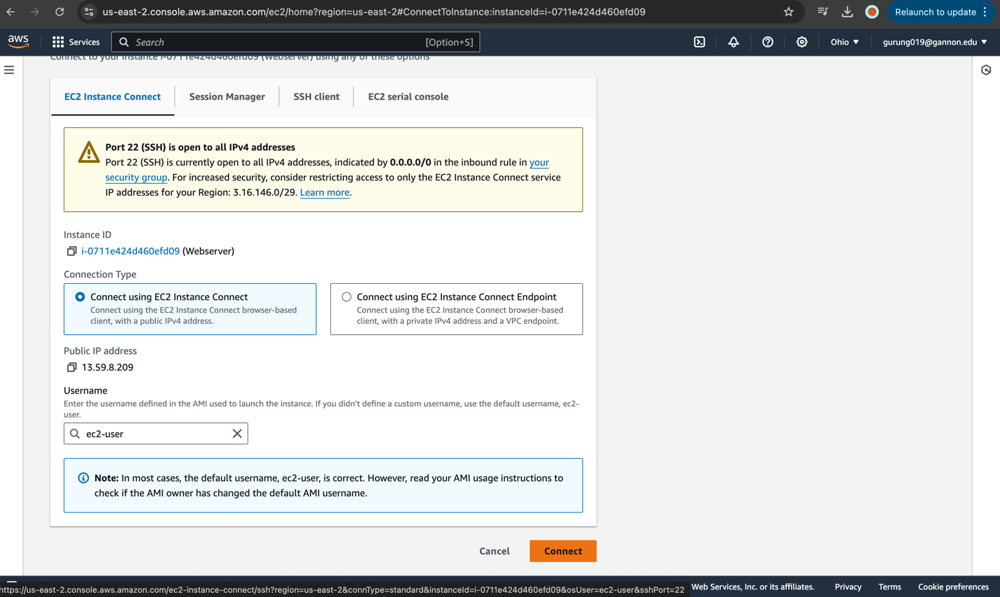 us-east-2.console.aws.amazon.com/ec2/home?region=us-east-2#ConnectToInstance:instanceId=i-0711e424d460efd09
Relaunch to update
aws
Services
Search
[Option+S]
Ohio
gurung019@gannon.edu
Connect to your instance i-0711e424d460efd09 (Webserver) using any of these options
EC2 Instance Connect
Session Manager
SSH client
EC2 serial console
Port 22 (SSH) is open to all IPv4 addresses
Port 22 (SSH) is currently open to all IPv4 addresses, indicated by 0.0.0.0/0 in the inbound rule in your
security group. For increased security, consider restricting access to only the EC2 Instance Connect service
IP addresses for your Region: 3.16.146.0/29. Learn more.
Instance ID
i-0711e424d460efd09 (Webserver)
Connection Type
Connect using EC2 Instance Connect
Connect using the EC2 Instance Connect browser-based
client, with a public IPv4 address.
Connect using EC2 Instance Connect Endpoint
Connect using the EC2 Instance Connect browser-based
client, with a private IPv4 address and a VPC endpoint.
Public IP address
13.59.8.209
Username
Enter the username defined in the AMI used to launch the instance. If you didn't define a custom username, use the default username, ec2-
user.
ec2-user
Note: In most cases, the default username, ec2-user, is correct. However, read your AMI usage instructions to
check if the AMI owner has changed the default AMI username.
Cancel
Connect
https://us-east-2.console.aws.amazon.com/ec2-instance-connect/ssh?region=us-east-2&connType=standard&instanceId=i-0711e424d460efd09&osUser=ec2-user&sshPort=22
Web Services, Inc. or its affiliates.
Privacy
Terms
Cookie preferences